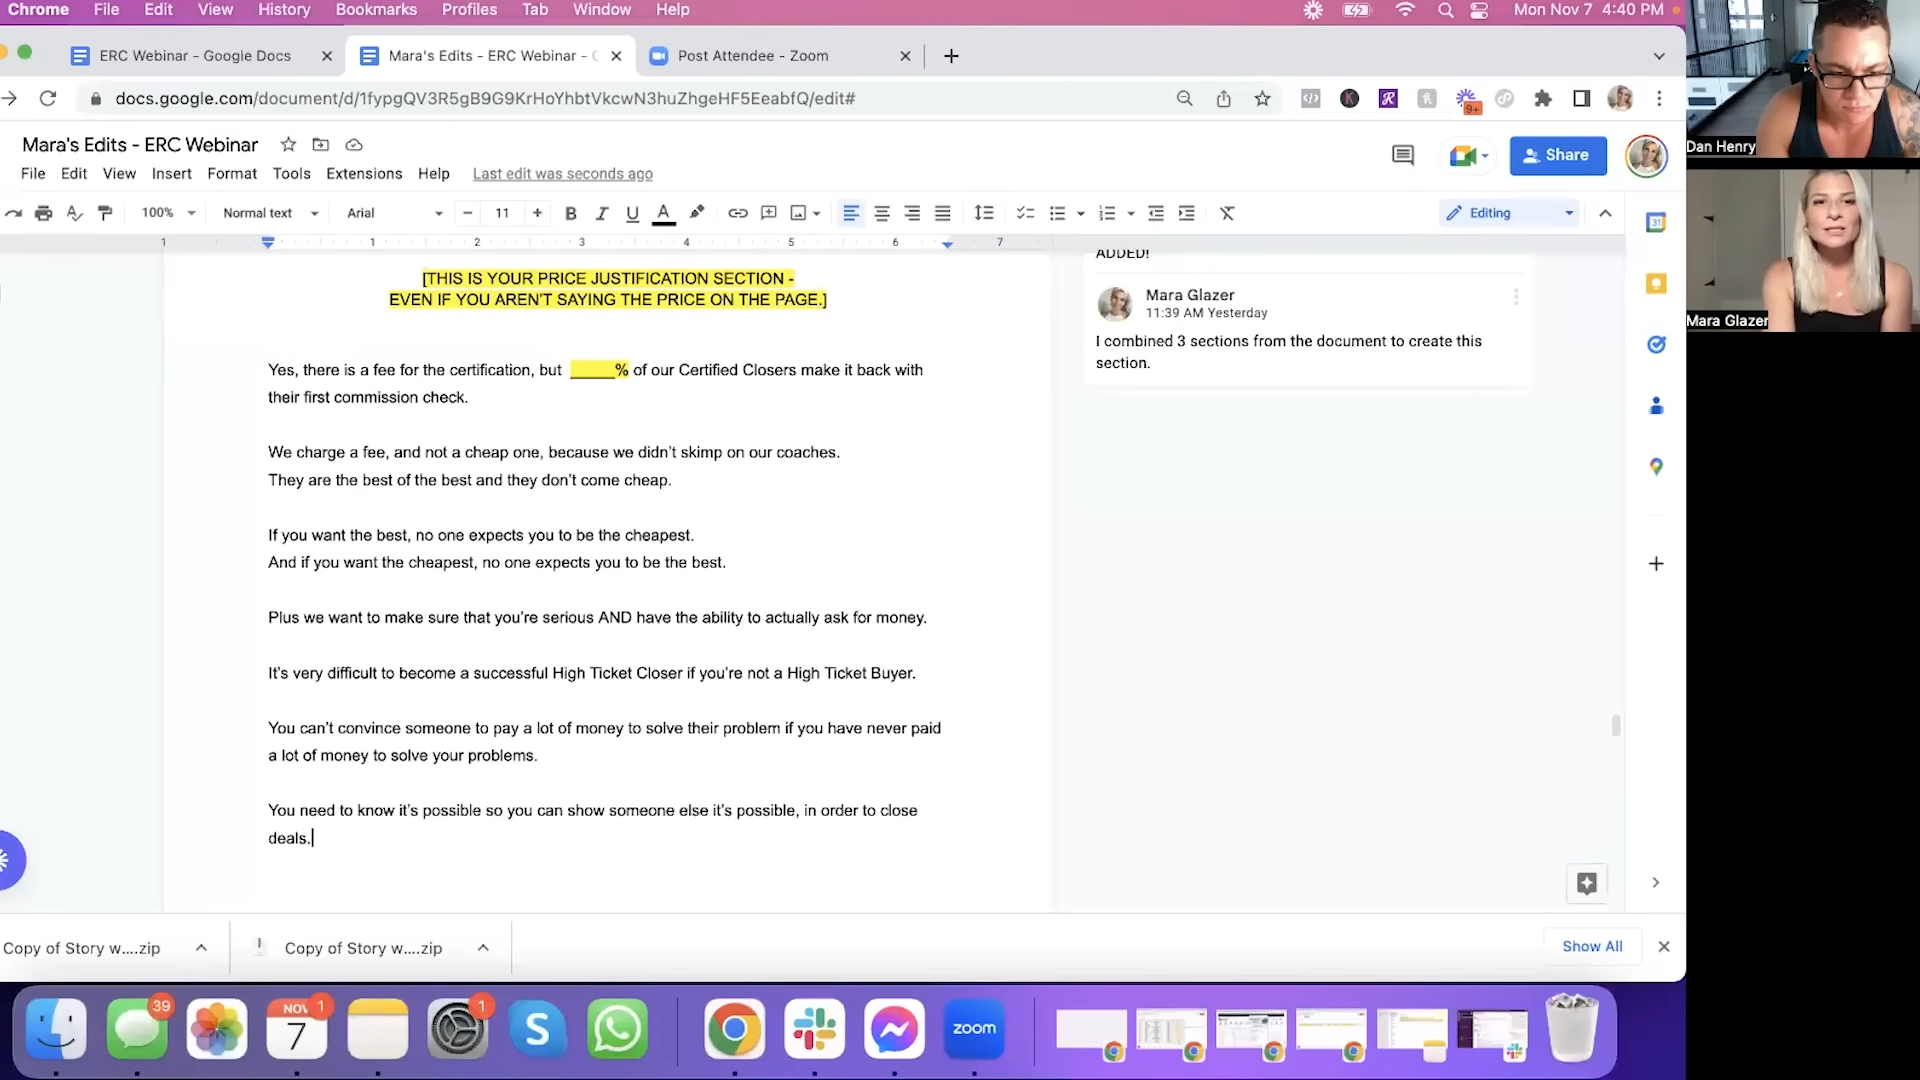 Chrome File Edit View History Bookmarks Profiles Tab Window Help Mon Nov 7 4:40 PM
ERC Webinar - Google Docs Mara's Edits - ERC Webinar - Post Attendee - Zoom
docs.google.com/document/d/1fypgQV3R5gB9G9KrHoYhbtVkcwN3huZhgeHF5EeabfQ/edit#
9+
Mara's Edits - ERC Webinar
Share
File Edit View Insert Format Tools Extensions Help Last edit was seconds ago
100% Normal text Arial 11 Editing
1 1 2 3 4 5 6 7
[THIS IS YOUR PRICE JUSTIFICATION SECTION -
EVEN IF YOU AREN'T SAYING THE PRICE ON THE PAGE.]
Yes, there is a fee for the certification, but ______% of our Certified Closers make it back with
their first commission check.
We charge a fee, and not a cheap one, because we didn't skimp on our coaches.
They are the best of the best and they don't come cheap.
If you want the best, no one expects you to be the cheapest.
And if you want the cheapest, no one expects you to be the best.
Plus we want to make sure that you're serious AND have the ability to actually ask for money.
It's very difficult to become a successful High Ticket Closer if you're not a High Ticket Buyer.
You can't convince someone to pay a lot of money to solve their problem if you have never paid
a lot of money to solve your problems.
You need to know it's possible so you can show someone else it's possible, in order to close
deals.
ADDED!
Mara Glazer
11:39 AM Yesterday
I combined 3 sections from the document to create this
section.
31
Dan Henry
Mara Glazer
Copy of Story w....zip Copy of Story w....zip Show All
39 NOV 7 1 1 zoom